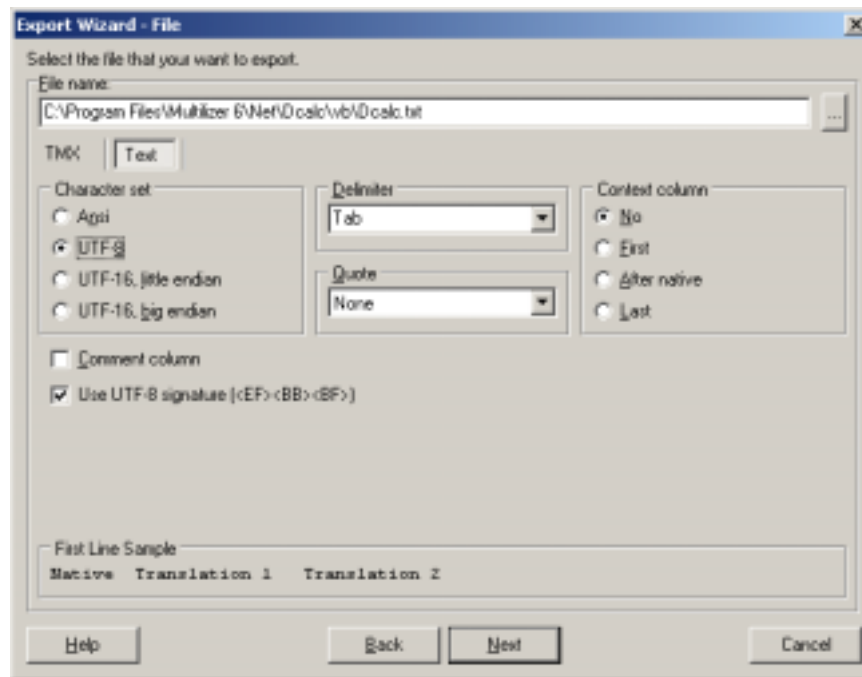 Export Wizard - File
Select the file that your want to export.
File name:
C:\Program Files\Multilizer 6\Net\Dcalc\vb\Dcalc.txt
...
TMX
Text
Character set
Ansi
UTF-8
UTF-16, little endian
UTF-16, big endian
Delimiter
Tab
Quote
None
Context column
No
First
After native
Last
Comment column
Use UTF-8 signature (<EF><BB><BF>)
First Line Sample
Native Translation 1 Translation 2
Help
Back
Next
Cancel